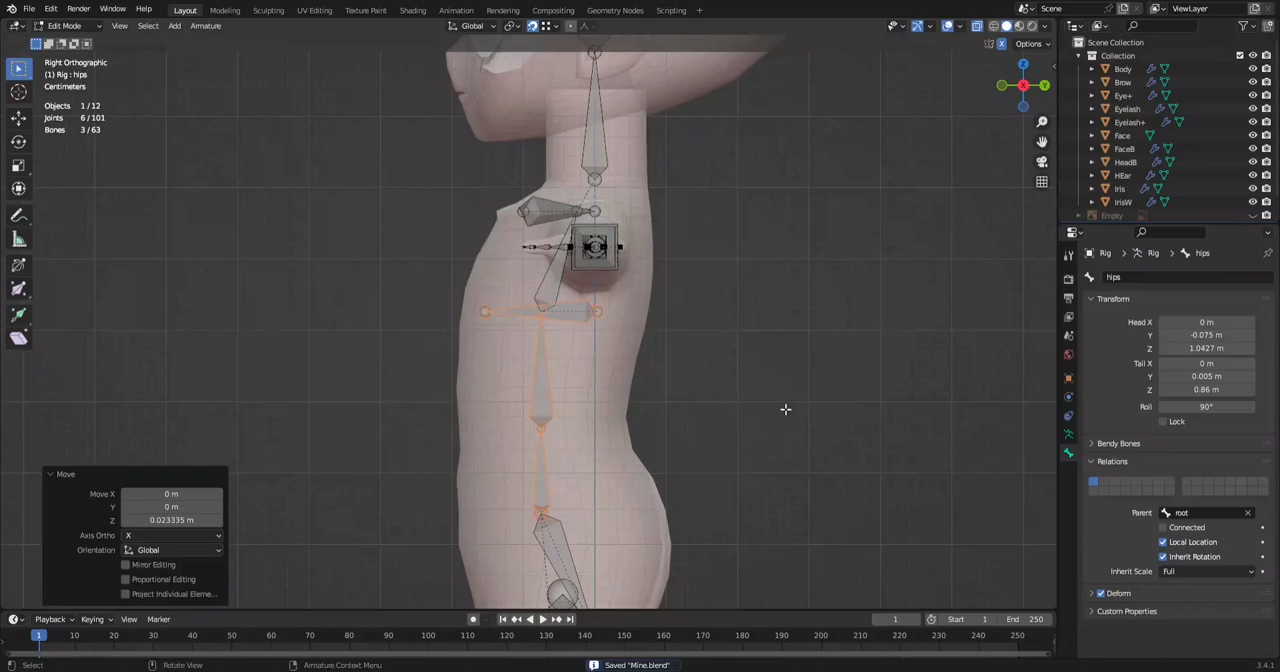 File Edit Render Window Help Layout Modeling Sculpting UV Editing Texture Paint Shading Animation Rendering Compositing Geometry Nodes Scripting + Scene ViewLayer
Edit Mode View Select Add Armature Global
Options
Right Orthographic
(1) Rig : hips
Centimeters
Objects 1 / 12
Joints 6 / 101
Bones 3 / 63
Z
Y
X
Scene Collection
Collection
Body
Brow
Eye+
Eyelash
Eyelash+
Face
FaceB
HeadB
HEar
Iris
IrisW
Empty
Rig Rig hips
hips
Transform
Head X 0 m
Y -0.075 m
Z 1.0427 m
Tail X 0 m
Y 0.005 m
Z 0.86 m
Roll 90°
Lock
Bendy Bones
Relations
Parent root
Connected
Local Location
Inherit Rotation
Inherit Scale Full
Deform
Custom Properties
Move
Move X 0 m
Y 0 m
Z 0.023335 m
Axis Ortho X
Orientation Global
Mirror Editing
Proportional Editing
Project Individual Eleme...
Playback Keying View Marker 1 Start 1 End 250
1 10 20 30 40 50 60 70 80 90 100 110 120 130 140 150 160 170 180 190 200 210 220 230 240 250
Select Rotate View Armature Context Menu Saved "Mine.blend" 3.4.1